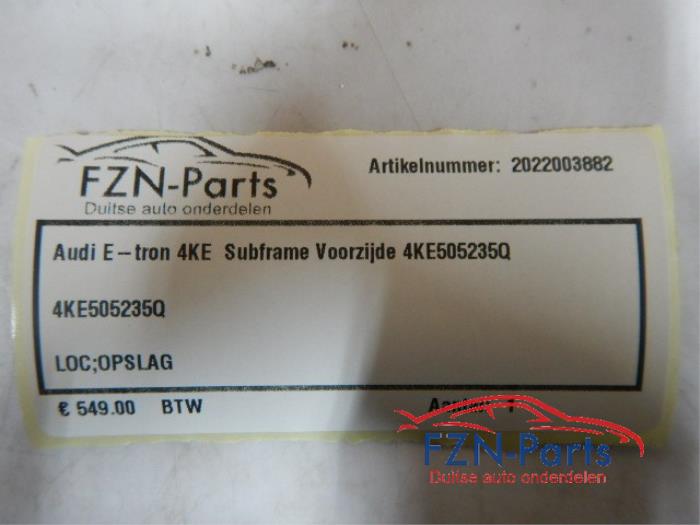 FZN-Parts
Duitse auto onderdelen
Artikelnummer: 2022003882
Audi E-tron 4KE Subframe Voorzijde 4KE505235Q
4KE505235Q
LOC;OPSLAG
€ 549.00 BTW
1
FZN-Parts
Duitse auto onderdelen